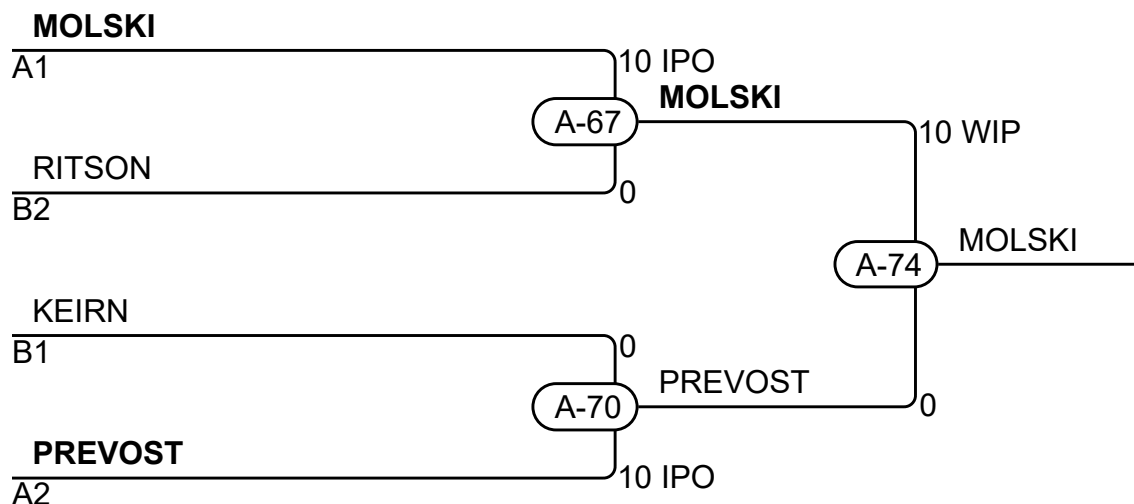 MOLSKI
A1
10 IPO
MOLSKI
A-67
10 WIP
RITSON
B2
0
MOLSKI
A-74
KEIRN
B1
0
PREVOST
A-70
0
PREVOST
A2
10 IPO